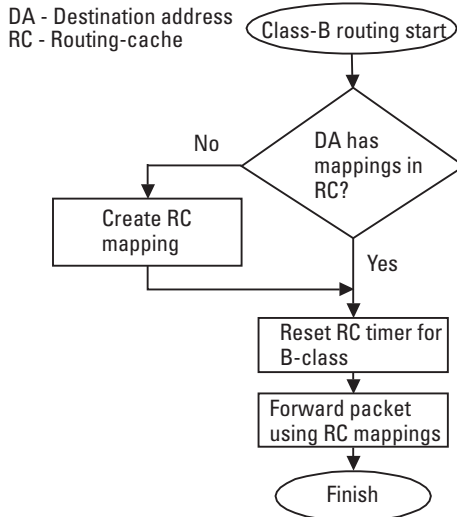 DA - Destination address
RC - Routing-cache
Class-B routing start
No
DA has
mappings in
RC?
Create RC
mapping
Yes
Reset RC timer for
B-class
Forward packet
using RC mappings
Finish